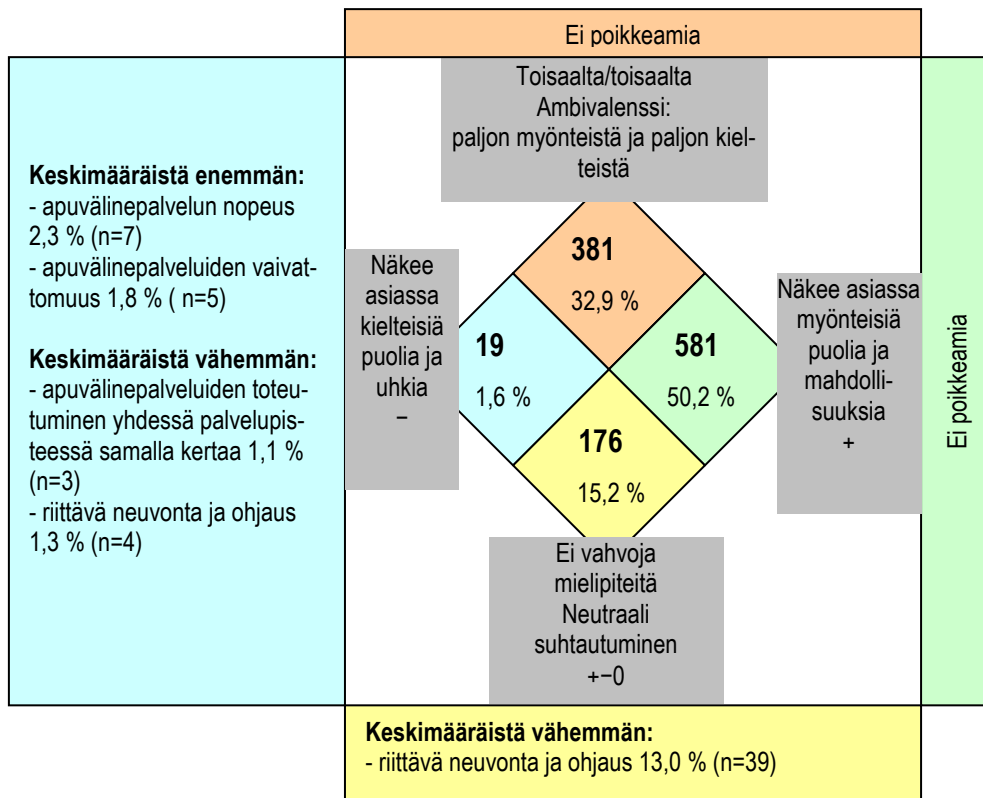 Ei poikkeamia
Toisaalta/toisaalta
Ambivalenssi:
paljon myönteistä ja paljon kiel-
teistä
Keskimääräistä enemmän:
- apuvälinepalvelun nopeus
2,3 % (n=7)
- apuvälinepalveluiden vaivat-
tomuus 1,8 % ( n=5)
Keskimääräistä vähemmän:
- apuvälinepalveluiden toteu-
tuminen yhdessä palvelupis-
teessä samalla kertaa 1,1 %
(n=3)
- riittävä neuvonta ja ohjaus
1,3 % (n=4)
Näkee
asiassa
kielteisiä
puolia ja
uhkia
−
381
32,9 %
19
1,6 %
581
50,2 %
176
15,2 %
Näkee asiassa
myönteisiä
puolia ja
mahdolli-
suuksia
+
Ei poikkeamia
Ei vahvoja
mielipiteitä
Neutraali
suhtautuminen
+−0
Keskimääräistä vähemmän:
- riittävä neuvonta ja ohjaus 13,0 % (n=39)